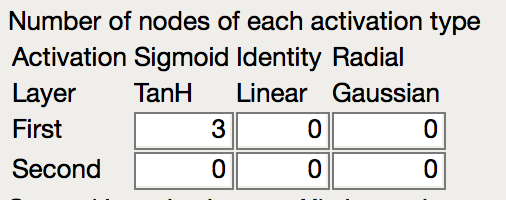 Number of nodes of each activation type
Activation Sigmoid Identity Radial
Layer TanH Linear Gaussian
First 3 0 0
Second 0 0 0